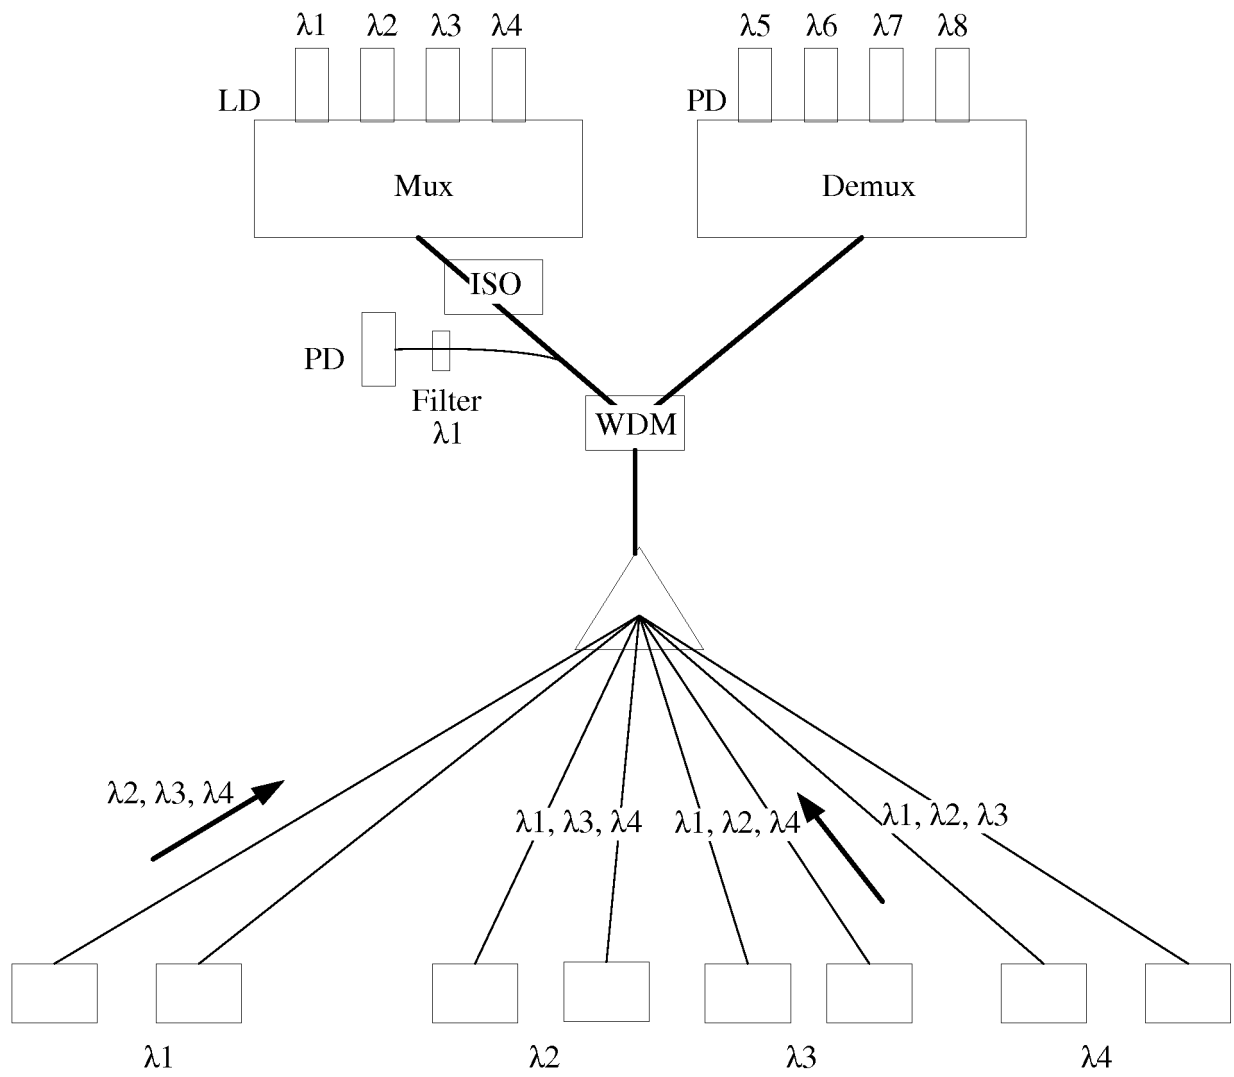 λ1 λ2 λ3 λ4 λ5 λ6 λ7 λ8
LD PD
Mux Demux
ISO
PD
Filter
λ1
WDM
λ2, λ3, λ4
λ1, λ3, λ4 λ1, λ2, λ4 λ1, λ2, λ3
λ1 λ2 λ3 λ4